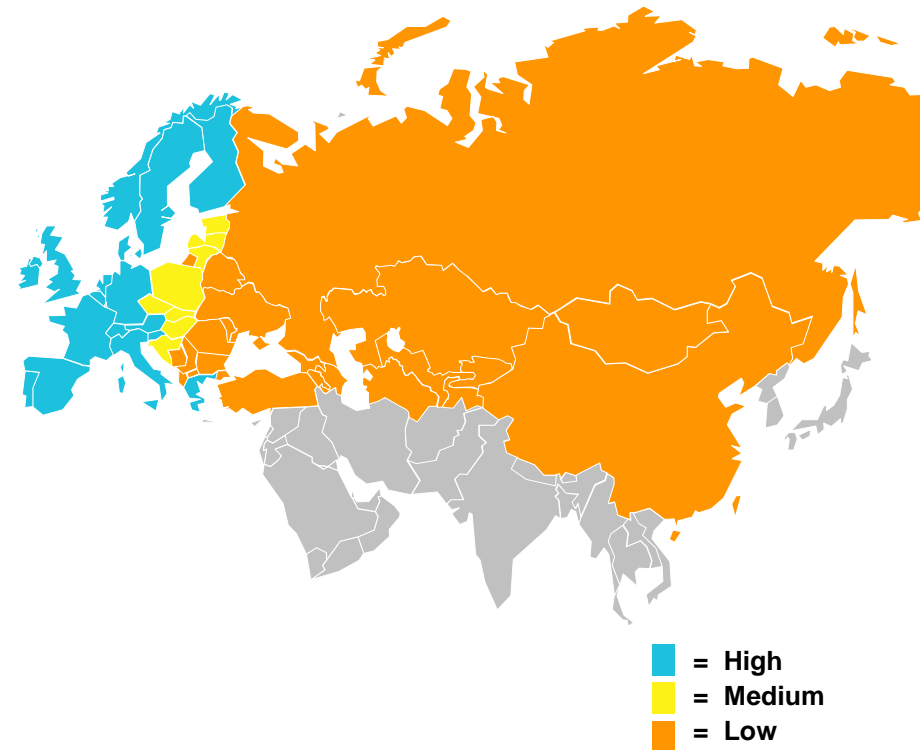 = High
= Medium
= Low